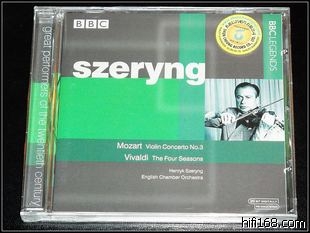 BBC
BBC LEGENDS
great performers of the twentieth century
szeryng
Mozart Violin Concerto No.3
Vivaldi The Four Seasons
Henryk Szeryng
English Chamber Orchestra
hifi168.com